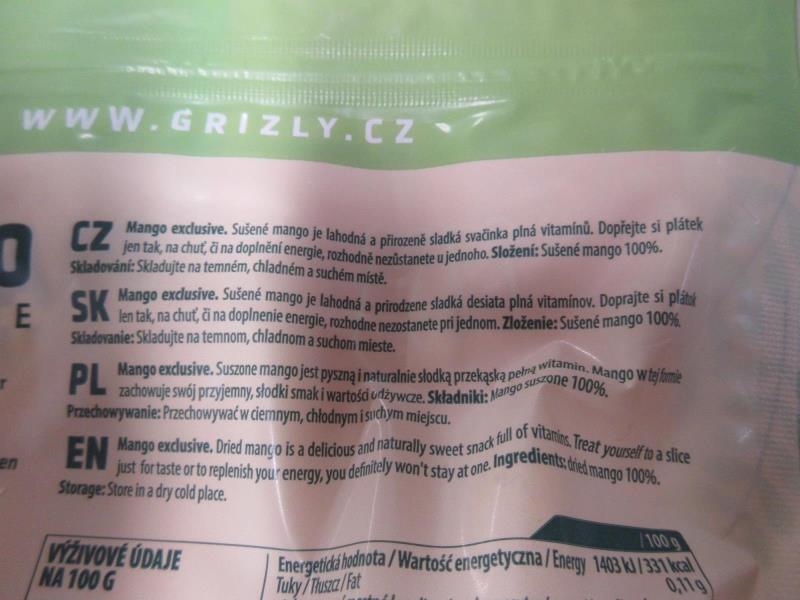 WWW.GRIZLY.CZ
O
E
r
en
CZ Mango exclusive. Sušené mango je lahodná a přirozeně sladká svačinka plná vitamínů. Dopřejte si plátek
jen tak, na chuť, či na doplnění energie, rozhodně nezůstanete u jednoho. Složení: Sušené mango 100%.
Skladování: Skladujte na temném, chladném a suchém místě.
SK Mango exclusive. Sušené mango je lahodná a prirodzene sladká desiata plná vitamínov. Doprajte si plátok
len tak, na chuť, či na doplnenie energie, rozhodne nezostanete pri jednom. Zloženie: Sušené mango 100%.
Skladovanie: Skladujte na temnom, chladnom a suchom mieste.
PL Mango exclusive. Suszone mango jest pyszną i naturalnie słodką przekąską pełną witamin. Mango w tej formie
zachowuje swój przyjemny, słodki smak i wartości odżywcze. Składniki: Mango suszone 100%.
Przechowywanie: Przechowywać w ciemnym, chłodnym i suchym miejscu.
EN Mango exclusive. Dried mango is a delicious and naturally sweet snack full of vitamins. Treat yourself to a slice
just for taste or to replenish your energy, you definitely won't stay at one. Ingredients: dried mango 100%.
Storage: Store in a dry cold place.
/100 g
VÝŽIVOVÉ ÚDAJE
NA 100 G
Energetická hodnota / Wartość energetyczna / Energy 1403 kJ / 331 kcal
Tuky / Tłuszcz / Fat 0,11 g